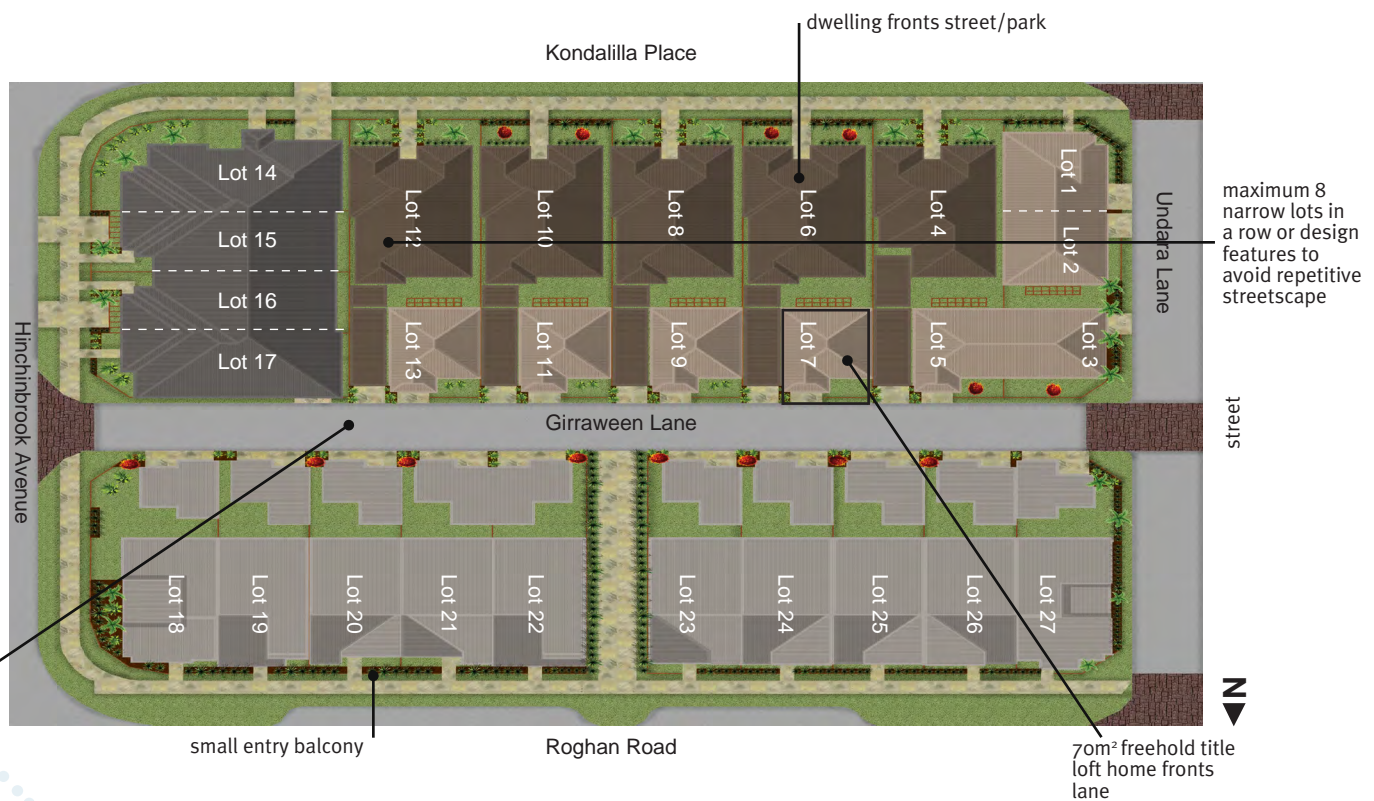 dwelling fronts street/park
Kondalilla Place
Lot 14
Lot 15
Lot 16
Lot 17
Lot 12
Lot 10
Lot 8
Lot 6
Lot 4
Lot 1
Lot 2
Lot 13
Lot 11
Lot 9
Lot 7
Lot 5
Lot 3
Undara Lane
maximum 8
narrow lots in
a row or design
features to
avoid repetitive
streetscape
Hinchinbrook Avenue
Girraween Lane
street
Lot 18
Lot 19
Lot 20
Lot 21
Lot 22
Lot 23
Lot 24
Lot 25
Lot 26
Lot 27
N
small entry balcony
Roghan Road
70m² freehold title
loft home fronts
lane